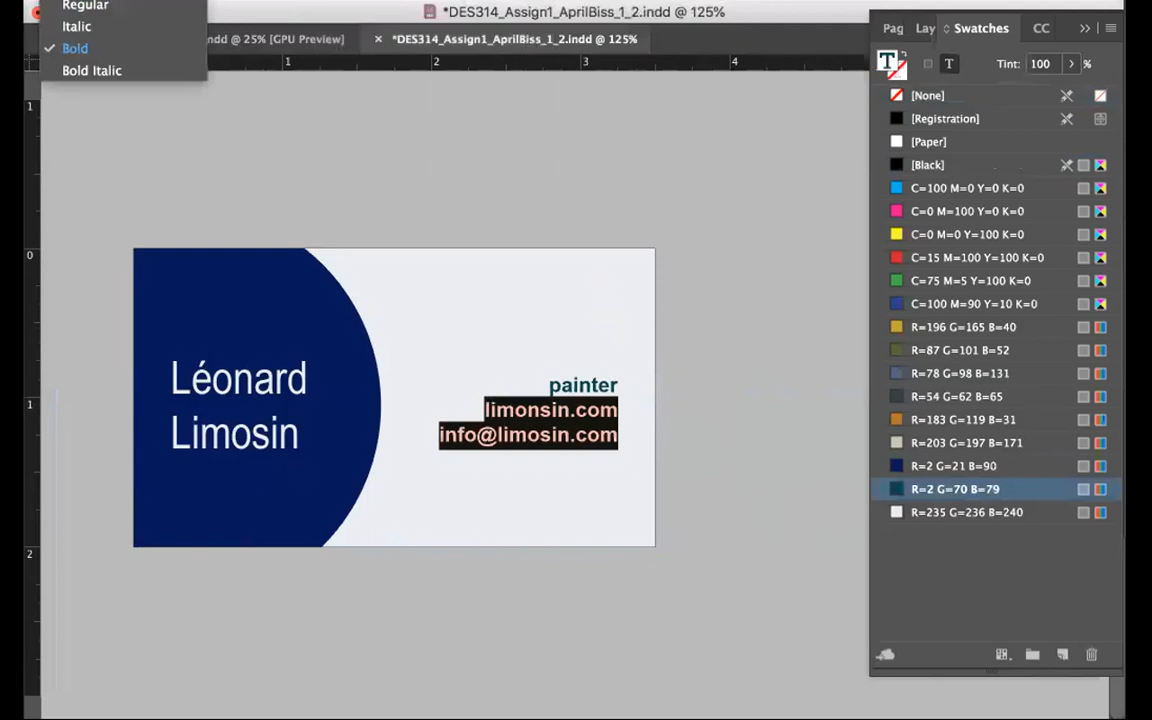 *DES314_Assign1_AprilBiss_1_2.indd @ 125%
Regular
Italic
Bold
Bold Italic
ndd @ 25% [GPU Preview]
*DES314_Assign1_AprilBiss_1_2.indd @ 125%
1
2
3
4
1
0
1
2
Léonard
Limosin
painter
limonsin.com
info@limosin.com
Pag Lay Swatches CC
T T Tint: 100 %
[None]
[Registration]
[Paper]
[Black]
C=100 M=0 Y=0 K=0
C=0 M=100 Y=0 K=0
C=0 M=0 Y=100 K=0
C=15 M=100 Y=100 K=0
C=75 M=5 Y=100 K=0
C=100 M=90 Y=10 K=0
R=196 G=165 B=40
R=87 G=101 B=52
R=78 G=98 B=131
R=54 G=62 B=65
R=183 G=119 B=31
R=203 G=197 B=171
R=2 G=21 B=90
R=2 G=70 B=79
R=235 G=236 B=240